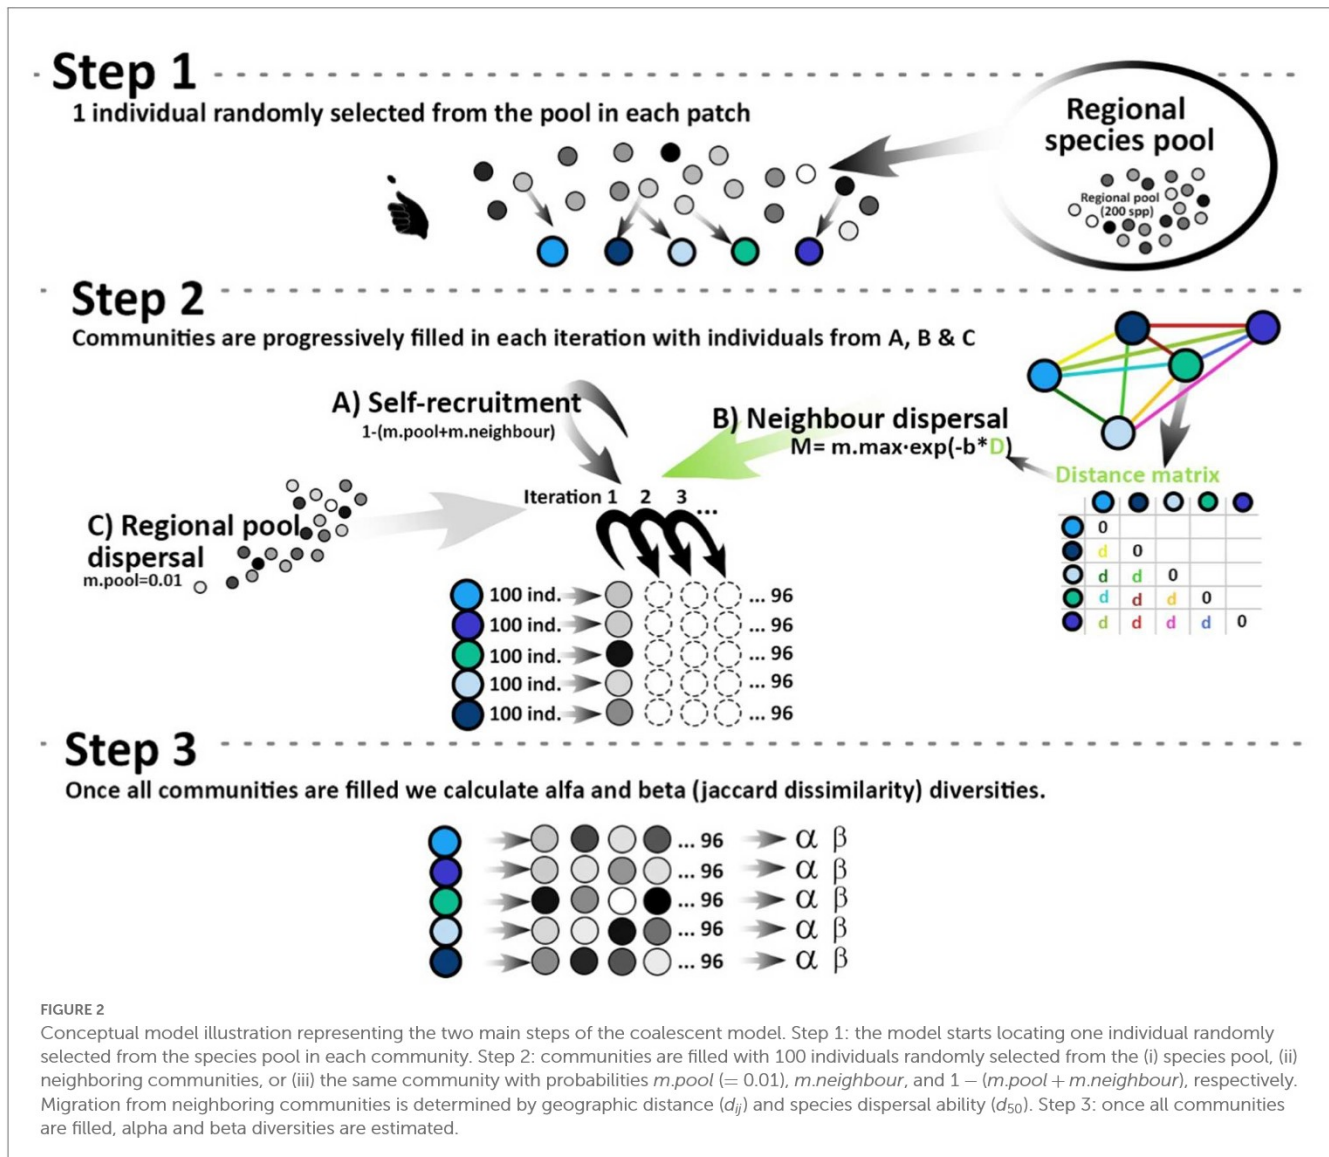 Step 1
1 individual randomly selected from the pool in each patch
Regional
species pool
Regional pool
(200 spp)
Step 2
Communities are progressively filled in each iteration with individuals from A, B & C
A) Self-recruitment
1-(m.pool+m.neighbour)
B) Neighbour dispersal
M= m.max·exp(-b*D)
Distance matrix
0
d 0
d d 0
d d d 0
d d d d 0
C) Regional pool
dispersal
m.pool=0.01
Iteration 1 2 3 ...
100 ind. ... 96
100 ind. ... 96
100 ind. ... 96
100 ind. ... 96
100 ind. ... 96
Step 3
Once all communities are filled we calculate alfa and beta (jaccard dissimilarity) diversities.
... 96 α β
... 96 α β
... 96 α β
... 96 α β
... 96 α β
FIGURE 2
Conceptual model illustration representing the two main steps of the coalescent model. Step 1: the model starts locating one individual randomly
selected from the species pool in each community. Step 2: communities are filled with 100 individuals randomly selected from the (i) species pool, (ii)
neighboring communities, or (iii) the same community with probabilities m.pool (= 0.01), m.neighbour, and 1 − (m.pool + m.neighbour), respectively.
Migration from neighboring communities is determined by geographic distance (dij) and species dispersal ability (d50). Step 3: once all communities
are filled, alpha and beta diversities are estimated.